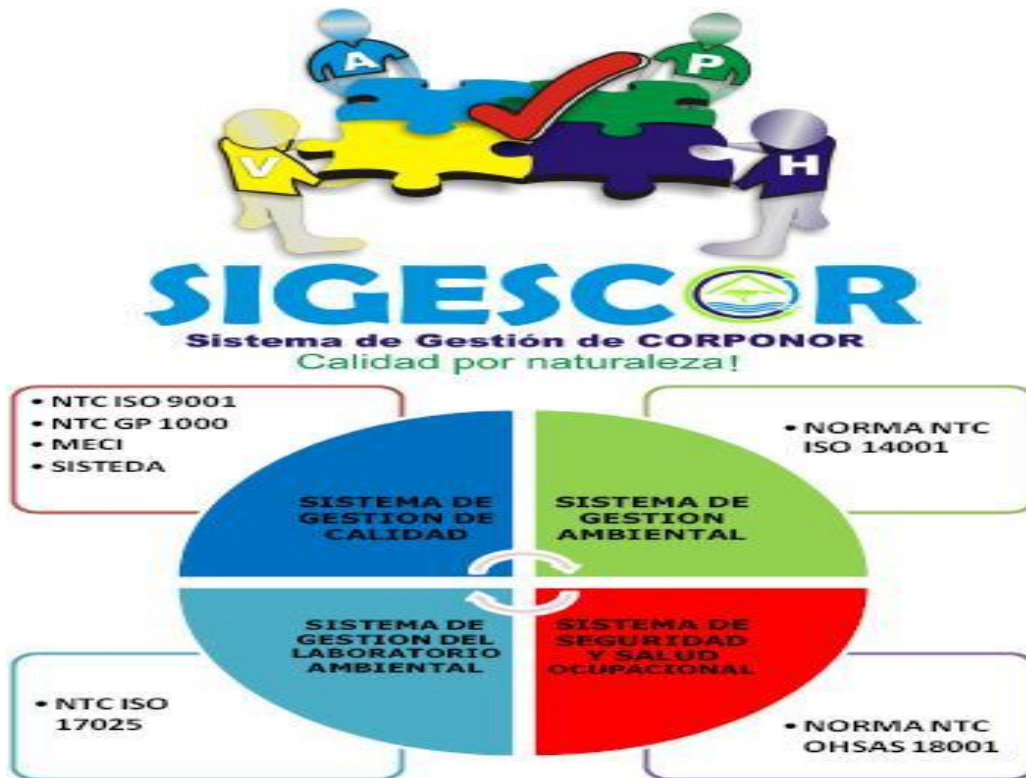 A
P
V
H
SIGESCOR
Sistema de Gestión de CORPONOR
Calidad por naturaleza!
• NTC ISO 9001
• NTC GP 1000
• MECI
• SISTEDA
• NORMA NTC
ISO 14001
SISTEMA DE
GESTION DE
CALIDAD
SISTEMA DE
GESTION
AMBIENTAL
SISTEMA DE
GESTION DEL
LABORATORIO
AMBIENTAL
SISTEMA DE
SEGURIDAD
Y SALUD
OCUPACIONAL
• NTC ISO
17025
• NORMA NTC
OHSAS 18001